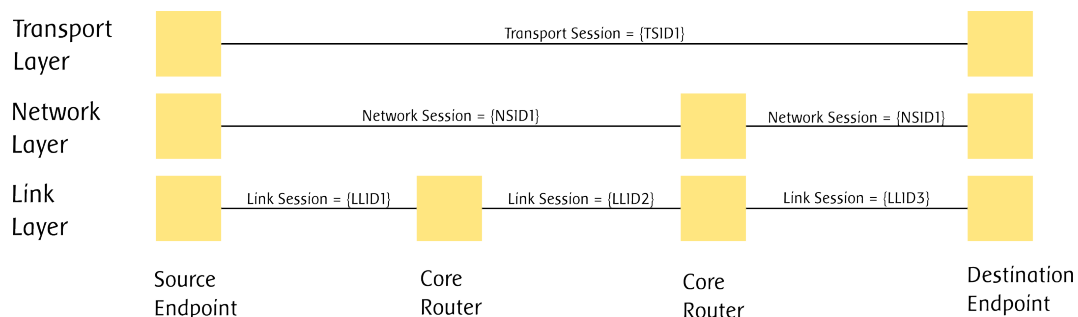 Transport
Layer
Transport Session = {TSID1}
Network
Layer
Network Session = {NSID1}
Network Session = {NSID1}
Link
Layer
Link Session = {LLID1}
Link Session = {LLID2}
Link Session = {LLID3}
Source
Endpoint
Core
Router
Core
Router
Destination
Endpoint